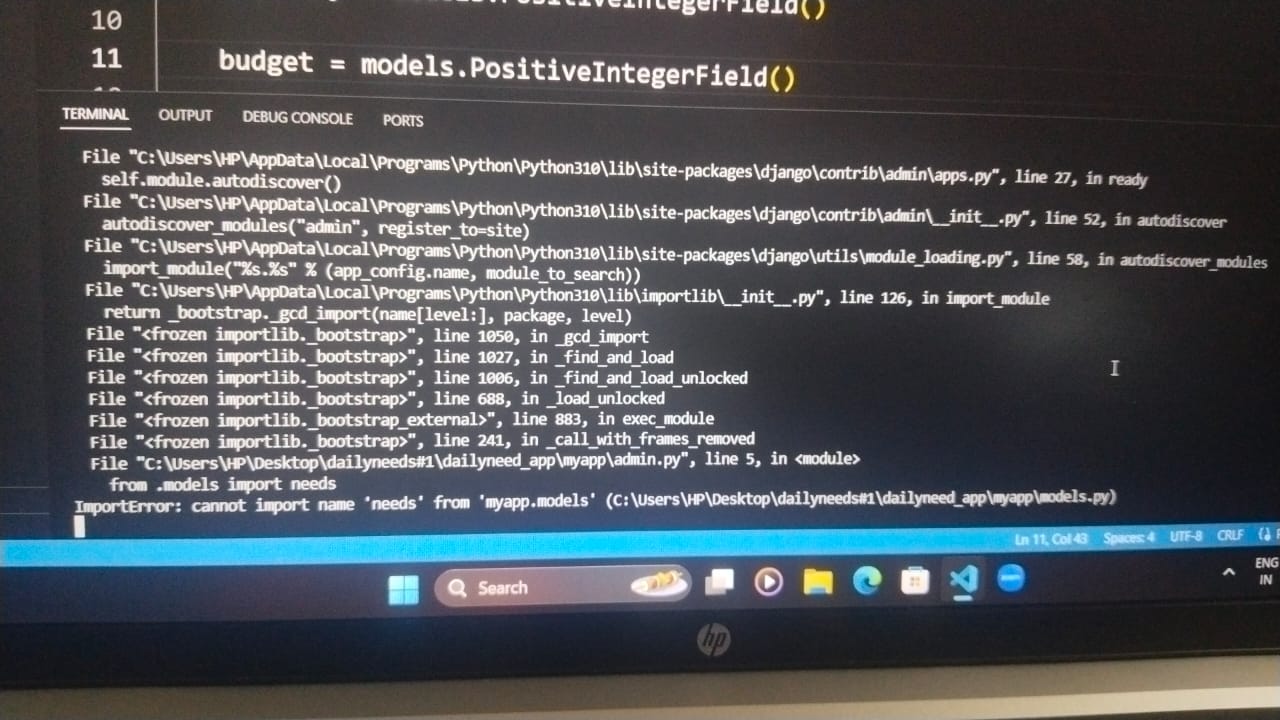 10
11
budget = models.PositiveIntegerField()
TERMINAL OUTPUT DEBUG CONSOLE PORTS
File "C:\Users\HP\AppData\Local\Programs\Python\Python310\lib\site-packages\django\contrib\admin\apps.py", line 27, in ready
self.module.autodiscover()
File "C:\Users\HP\AppData\Local\Programs\Python\Python310\lib\site-packages\django\contrib\admin\__init__.py", line 52, in autodiscover
autodiscover_modules("admin", register_to=site)
File "C:\Users\HP\AppData\Local\Programs\Python\Python310\lib\site-packages\django\utils\module_loading.py", line 58, in autodiscover_modules
import_module("%s.%s" % (app_config.name, module_to_search))
File "C:\Users\HP\AppData\Local\Programs\Python\Python310\lib\importlib\__init__.py", line 126, in import_module
return _bootstrap._gcd_import(name[level:], package, level)
File "<frozen importlib._bootstrap>", line 1050, in _gcd_import
File "<frozen importlib._bootstrap>", line 1027, in _find_and_load
File "<frozen importlib._bootstrap>", line 1006, in _find_and_load_unlocked
File "<frozen importlib._bootstrap>", line 688, in _load_unlocked
File "<frozen importlib._bootstrap_external>", line 883, in exec_module
File "<frozen importlib._bootstrap>", line 241, in _call_with_frames_removed
File "C:\Users\HP\Desktop\dailyneeds#1\dailyneed_app\myapp\admin.py", line 5, in <module>
from .models import needs
ImportError: cannot import name 'needs' from 'myapp.models' (C:\Users\HP\Desktop\dailyneeds#1\dailyneed_app\myapp\models.py)
Ln 11, Col 43 Spaces: 4 UTF-8 CRLF
Search
ENG
IN
hp